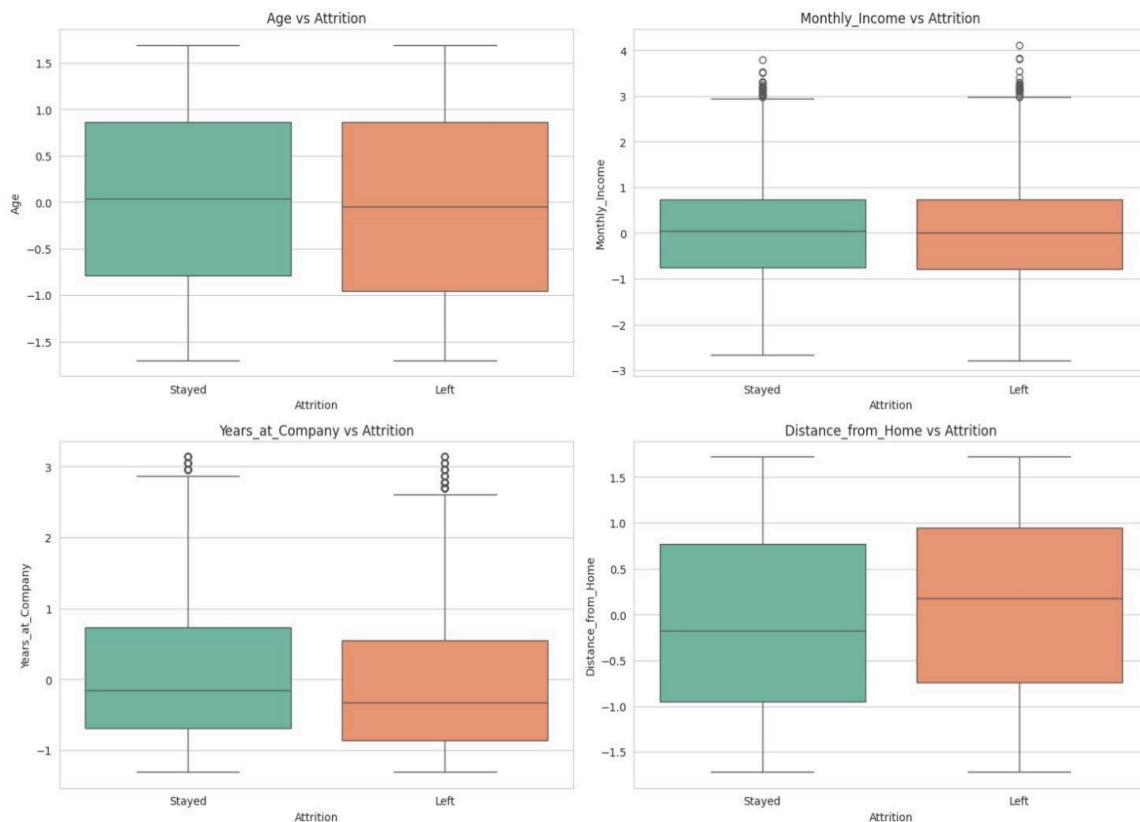 Age vs Attrition
1.5
1.0
0.5
0.0
−0.5
−1.0
−1.5
Age
Stayed
Left
Attrition
Monthly_Income vs Attrition
4
3
2
1
0
−1
−2
−3
Monthly_Income
Stayed
Left
Attrition
Years_at_Company vs Attrition
3
2
1
0
−1
Years_at_Company
Stayed
Left
Attrition
Distance_from_Home vs Attrition
1.5
1.0
0.5
0.0
−0.5
−1.0
−1.5
Distance_from_Home
Stayed
Left
Attrition